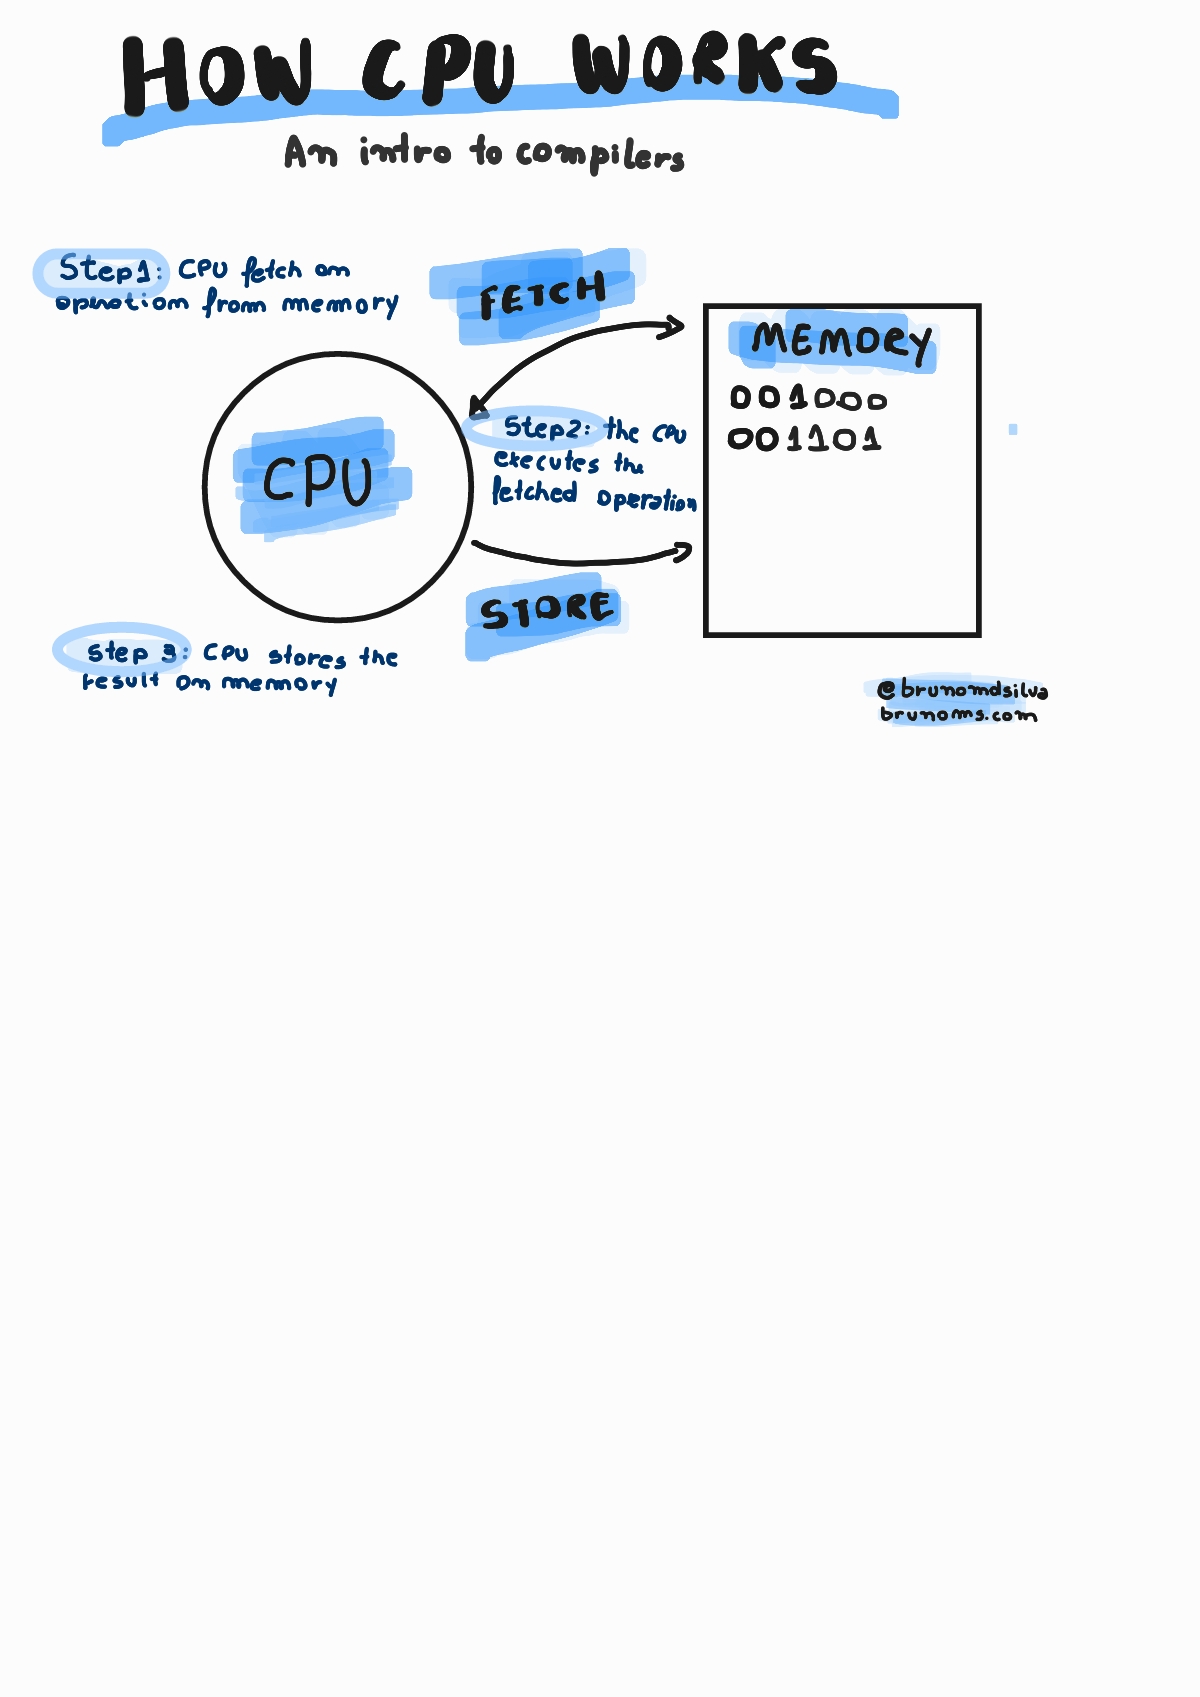 HOW CPU WORKS
An intro to compilers
Step1: CPU fetch an
operation from memory
FETCH
MEMORY
001000
001101
CPU
Step2: the CPU
executes the
fetched operation
STORE
Step 3: CPU stores the
result on memory
@brunomdsilva
brunoms.com